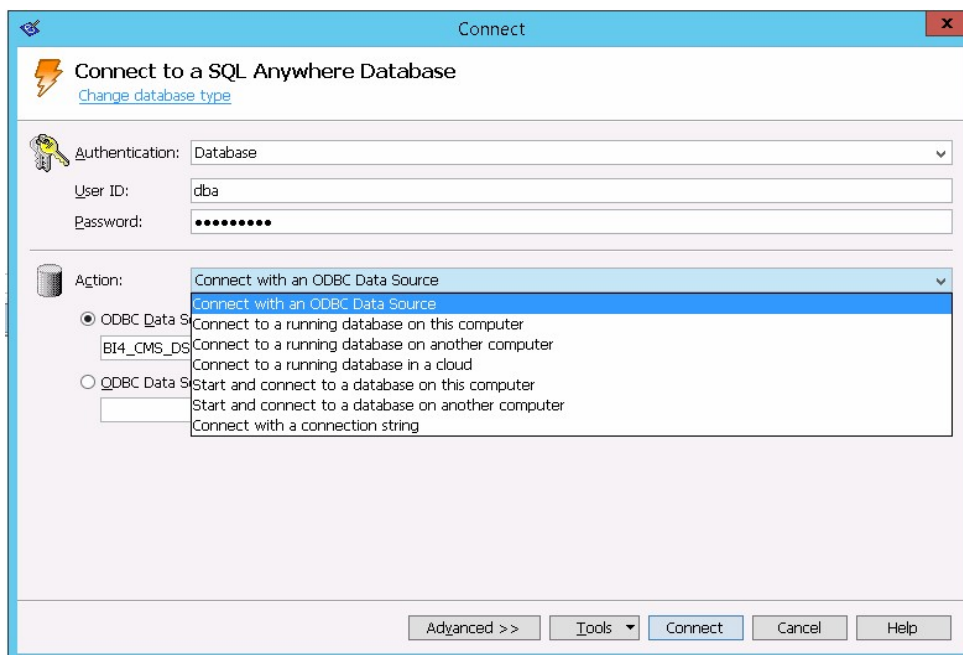 Connect
x
Connect to a SQL Anywhere Database
Change database type
Authentication: Database
User ID: dba
Password: •••••••••
Action: Connect with an ODBC Data Source
Connect with an ODBC Data Source
ODBC Data S
Connect to a running database on this computer
BI4_CMS_DS
Connect to a running database on another computer
Connect to a running database in a cloud
ODBC Data S
Start and connect to a database on this computer
Start and connect to a database on another computer
Connect with a connection string
Advanced >> Tools Connect Cancel Help